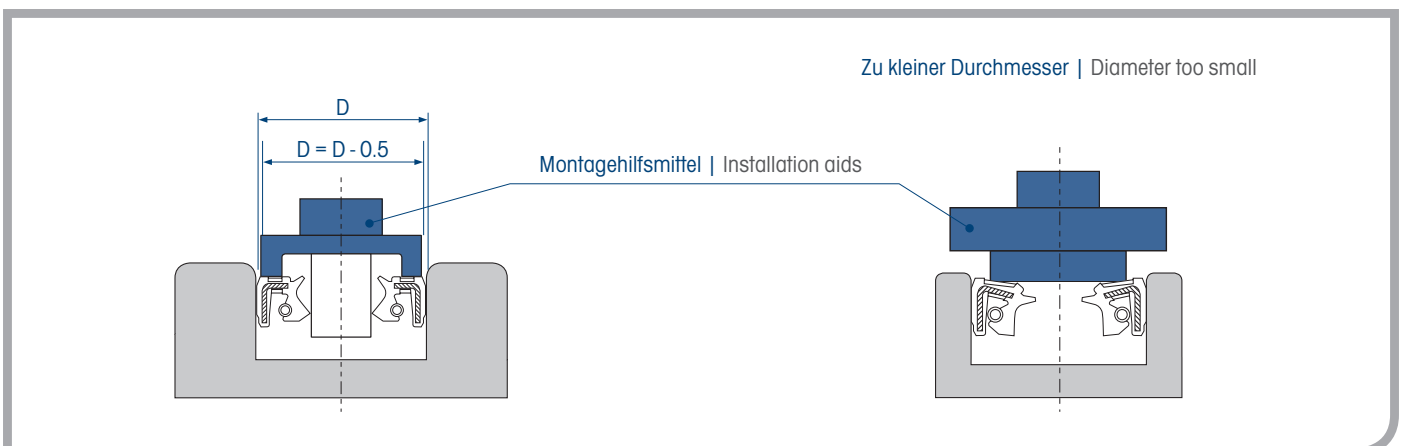 Zu kleiner Durchmesser | Diameter too small
D
D = D - 0.5
Montagehilfsmittel | Installation aids